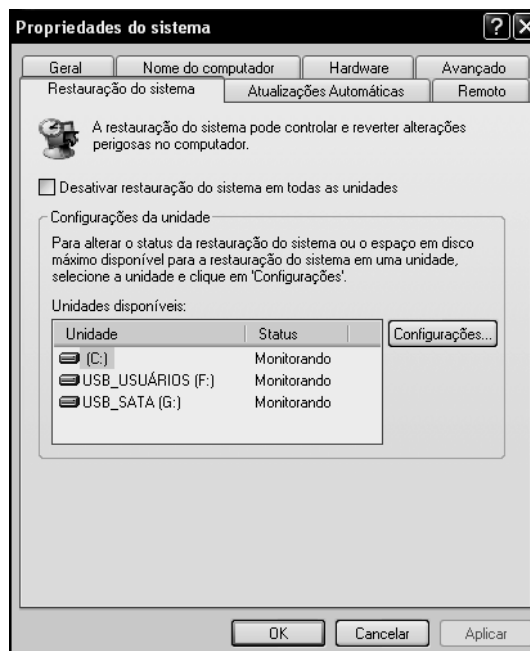 Propriedades do sistema
Geral Nome do computador Hardware Avançado
Restauração do sistema Atualizações Automáticas Remoto
A restauração do sistema pode controlar e reverter alterações
perigosas no computador.
Desativar restauração do sistema em todas as unidades
Configurações da unidade
Para alterar o status da restauração do sistema ou o espaço em disco
máximo disponível para a restauração do sistema em uma unidade,
selecione a unidade e clique em 'Configurações'.
Unidades disponíveis:
Unidade Status
(C:) Monitorando
Configurações...
USB_USUÁRIOS (F:) Monitorando
USB_SATA (G:) Monitorando
OK Cancelar Aplicar